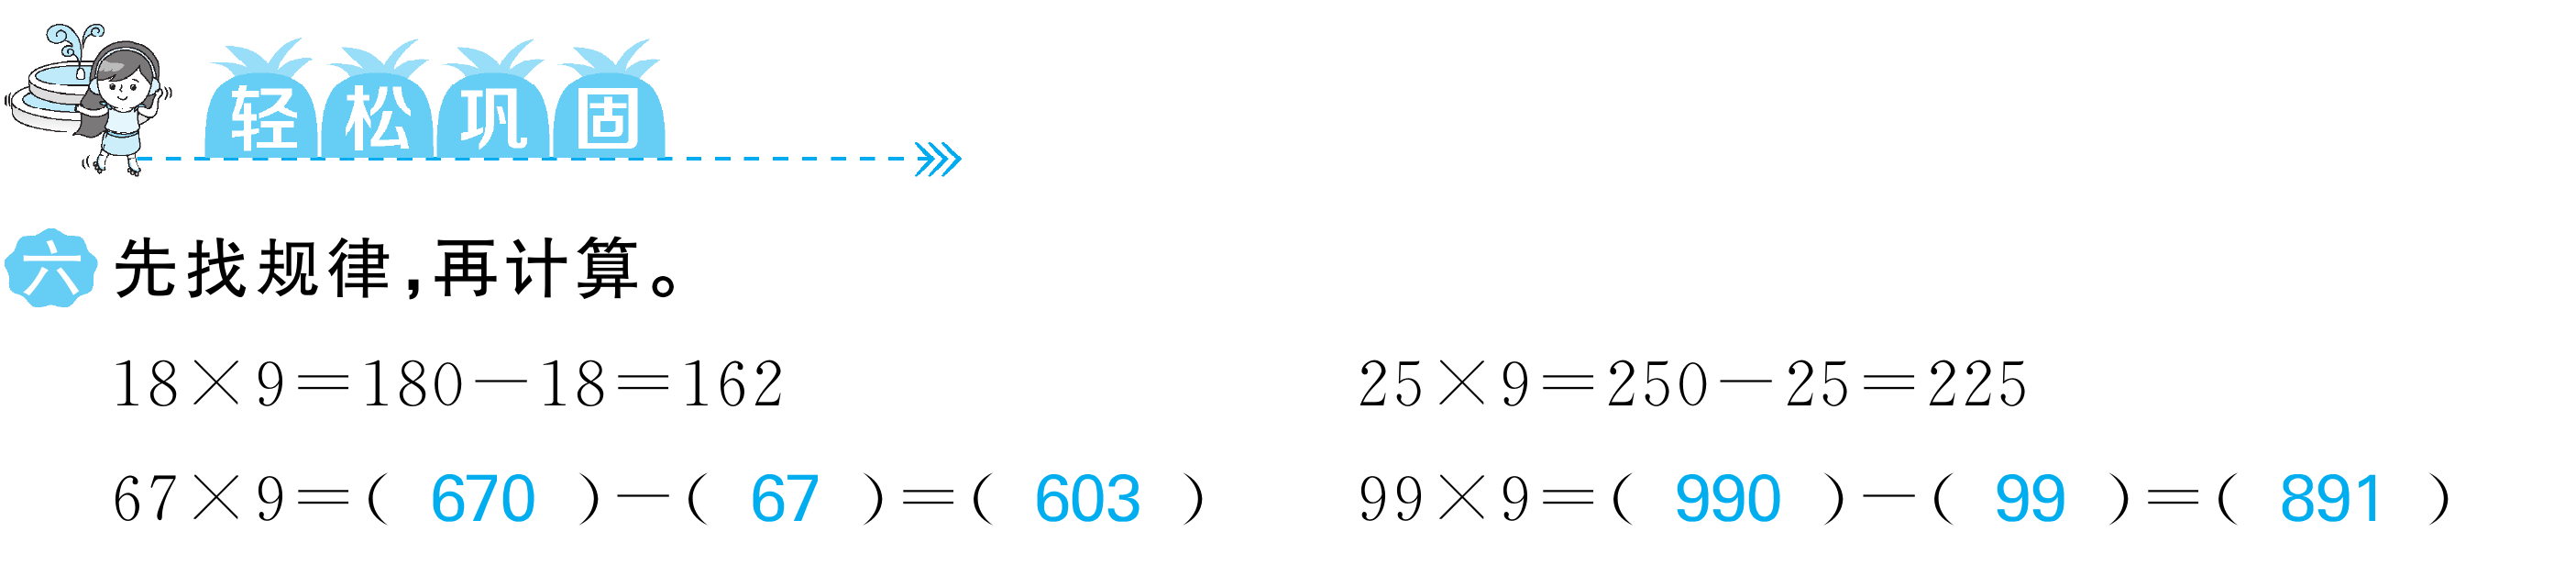 轻松巩固
六 先找规律,再计算。
18×9=180-18=162 25×9=250-25=225
67×9=( 670 )-( 67 )=( 603 ) 99×9=( 990 )-( 99 )=( 891 )